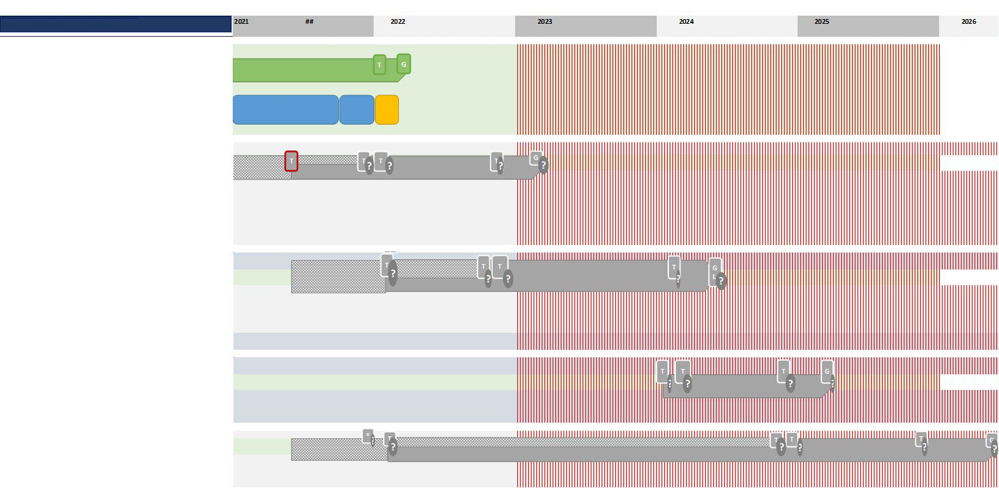 2021 ## 2022 2023 2024 2025 2026
T G
T T ? T ? T ? G ?
T ? T ? T ? T ? G
L ?
T ? T ? T ? G ?
* ? T ? T ? T ? T ? G ?